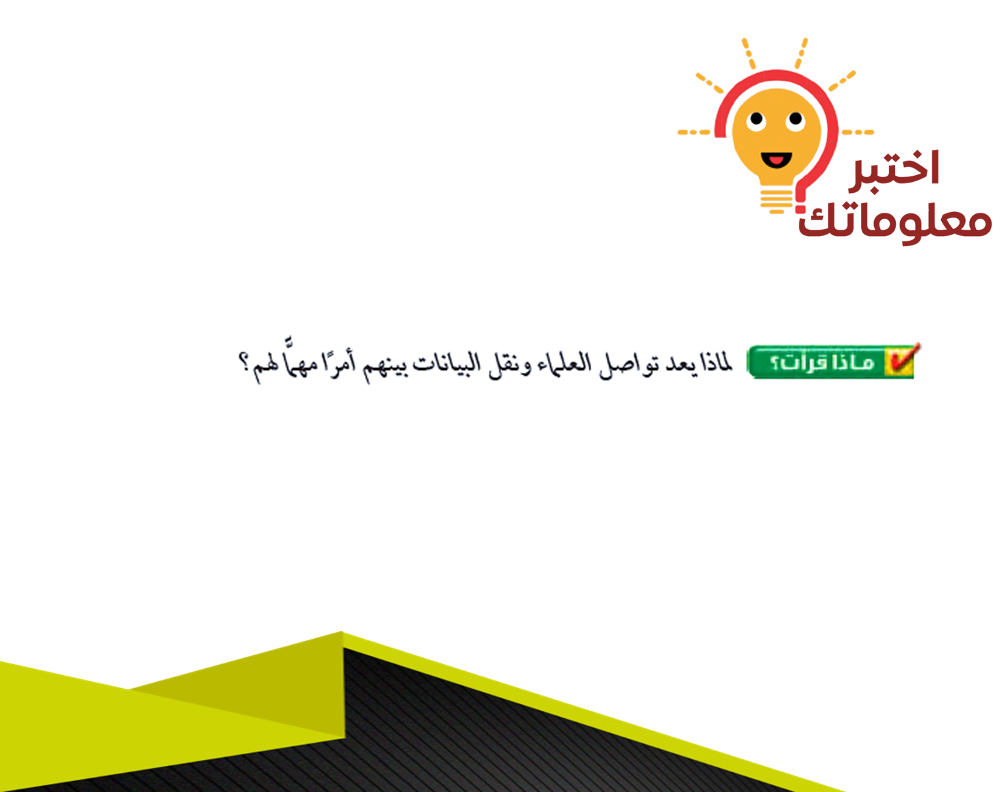 اختبر
معلوماتك
ماذا قرأت؟ لماذا يعد تواصل العلماء ونقل البيانات بينهم أمرًا مهمًّا لهم؟